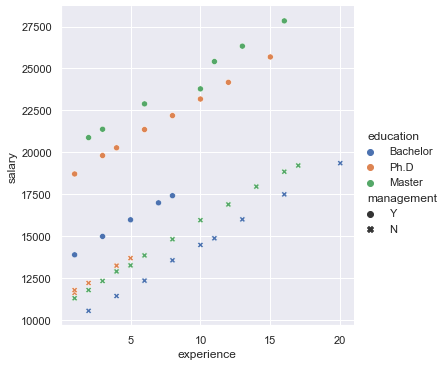 27500
25000
22500
20000
17500
15000
12500
10000
salary
5
10
15
20
experience
education
Bachelor
Ph.D
Master
management
Y
N